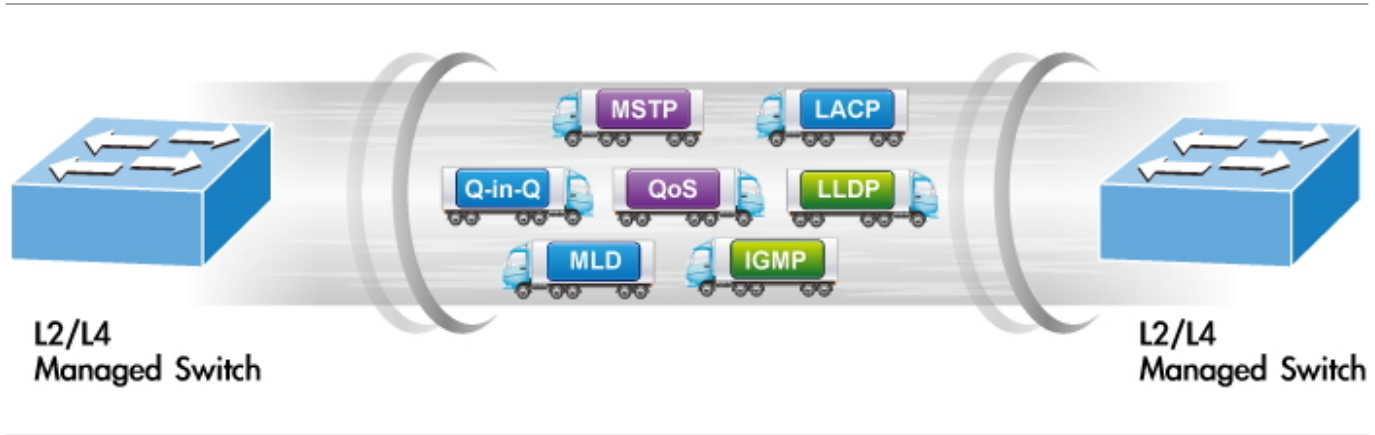 MSTP
LACP
Q-in-Q
QoS
LLDP
MLD
IGMP
L2/L4
Managed Switch
L2/L4
Managed Switch